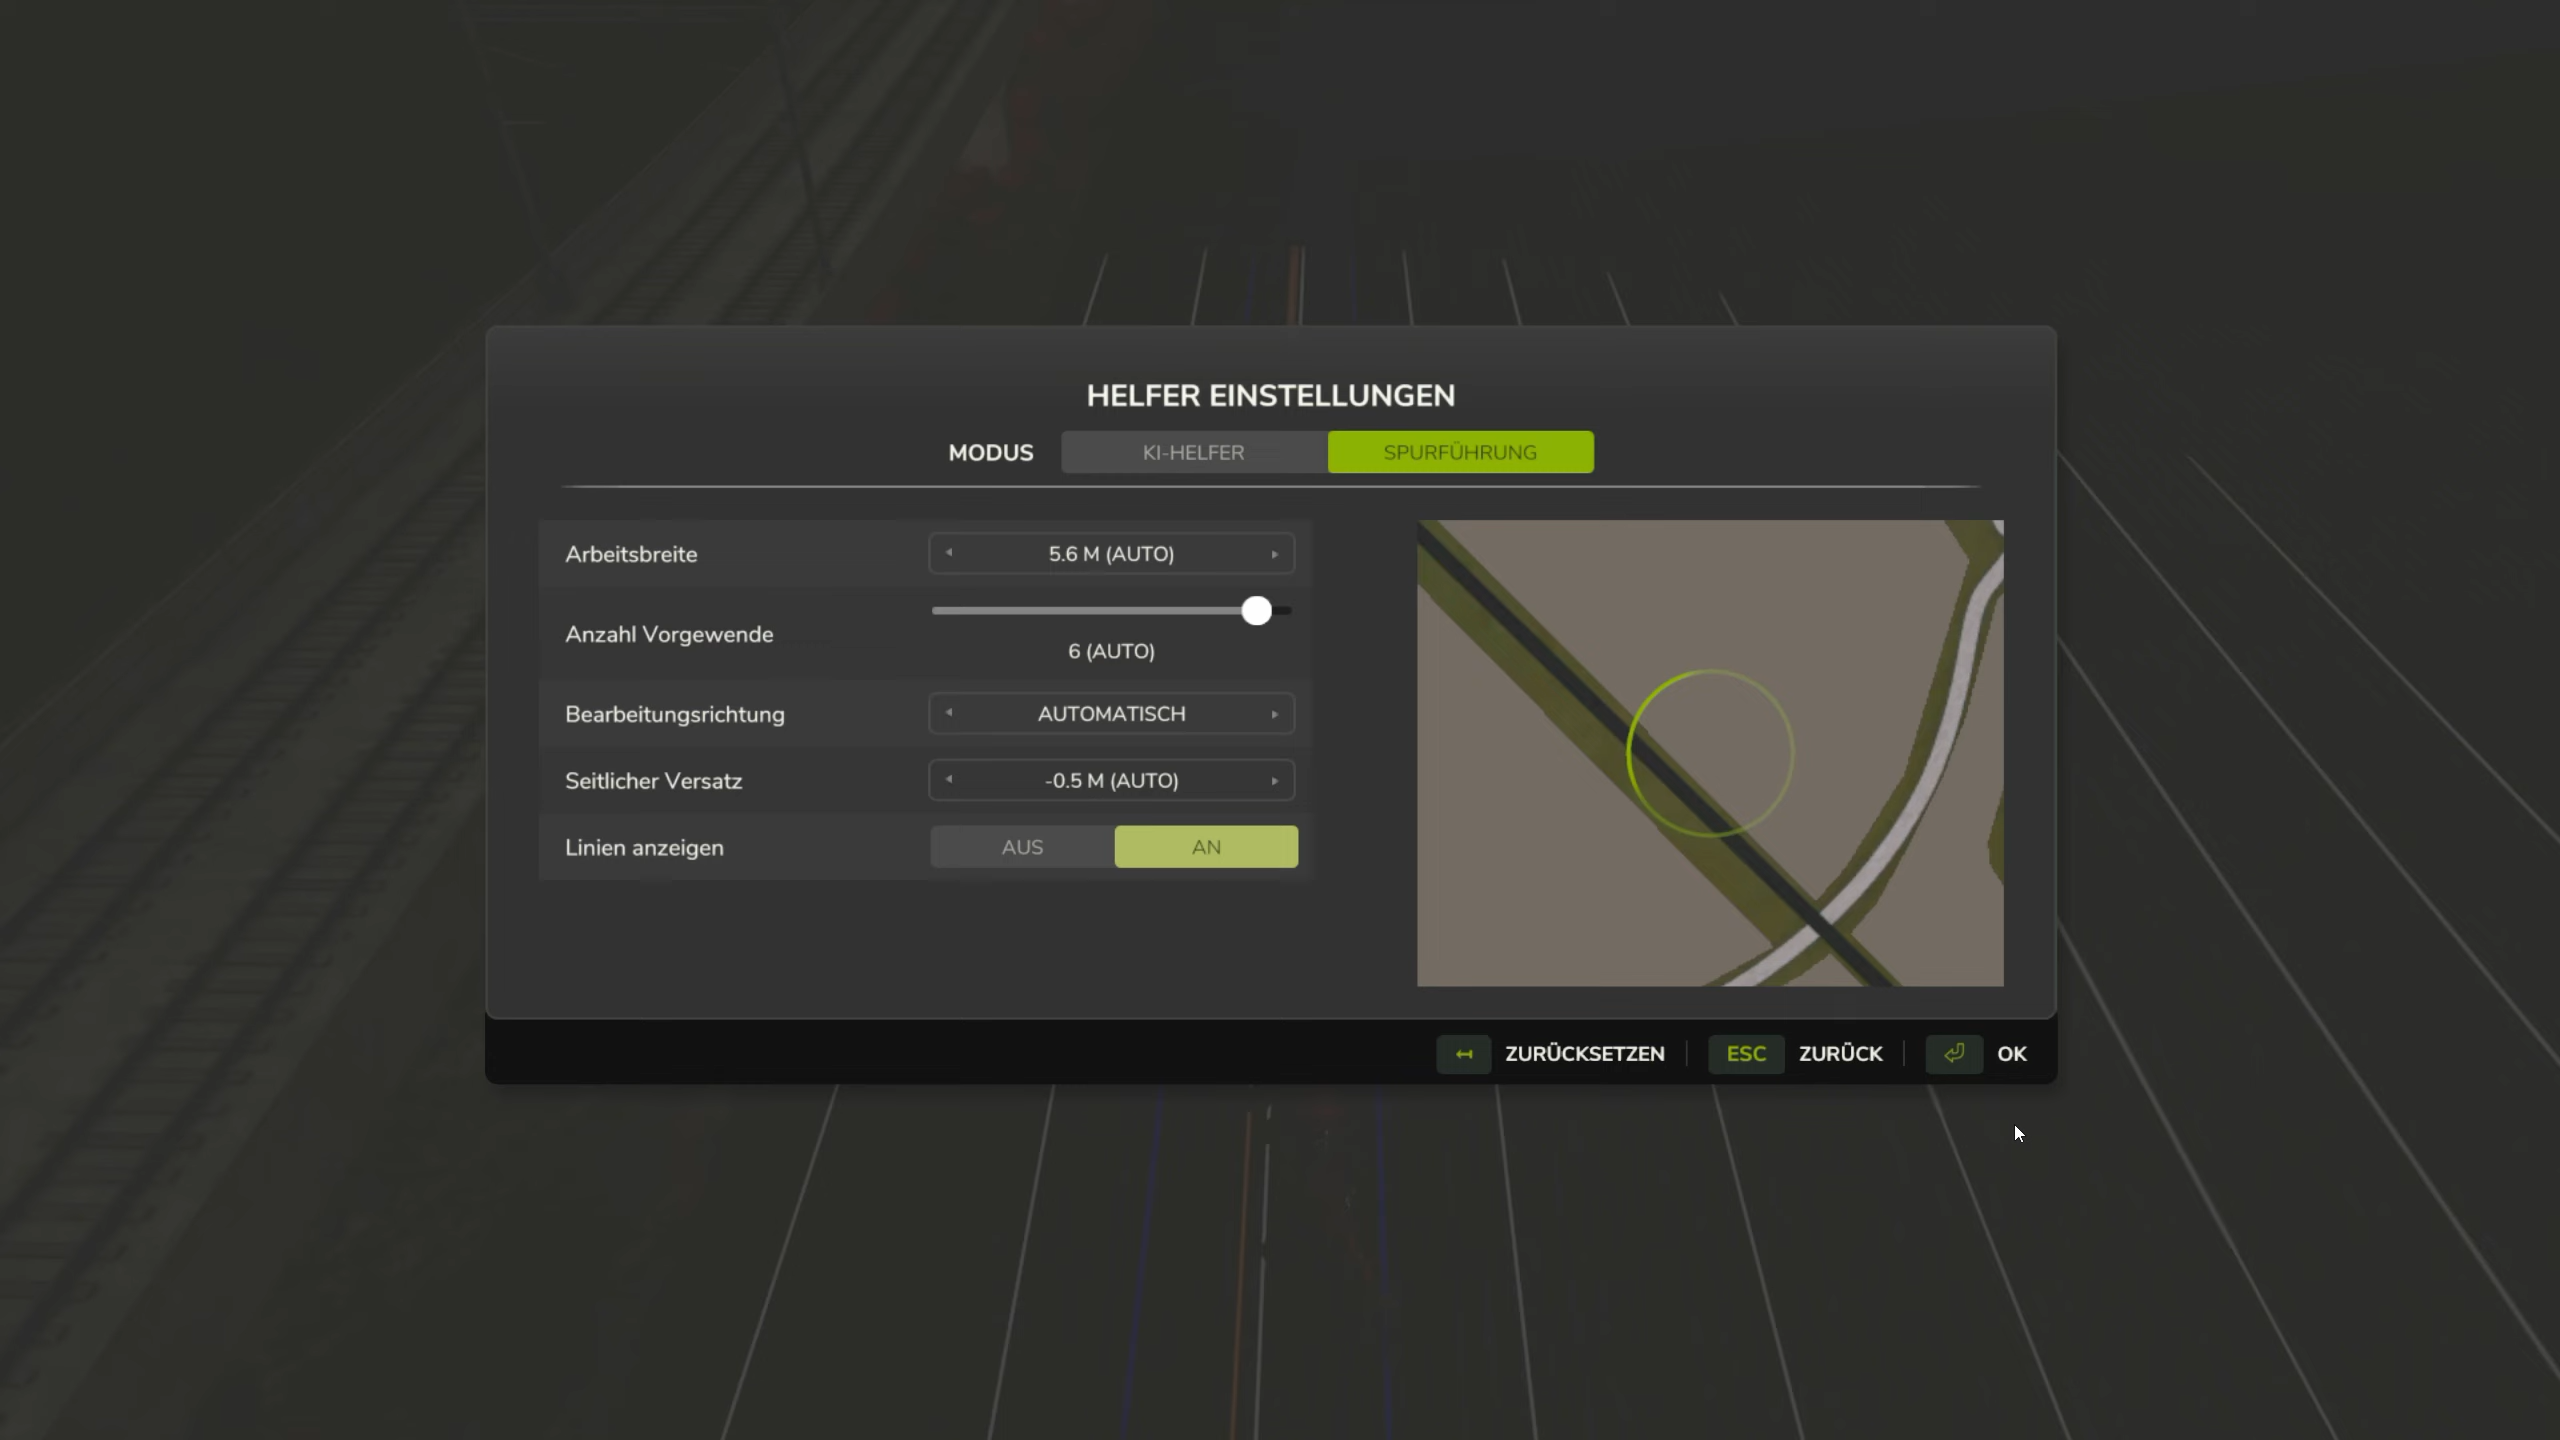 HELFER EINSTELLUNGEN
MODUS KI-HELFER SPURFÜHRUNG
Arbeitsbreite 5.6 M (AUTO)
Anzahl Vorgewende 6 (AUTO)
Bearbeitungsrichtung AUTOMATISCH
Seitlicher Versatz -0.5 M (AUTO)
Linien anzeigen AUS AN
ZURÜCKSETZEN ESC ZURÜCK OK